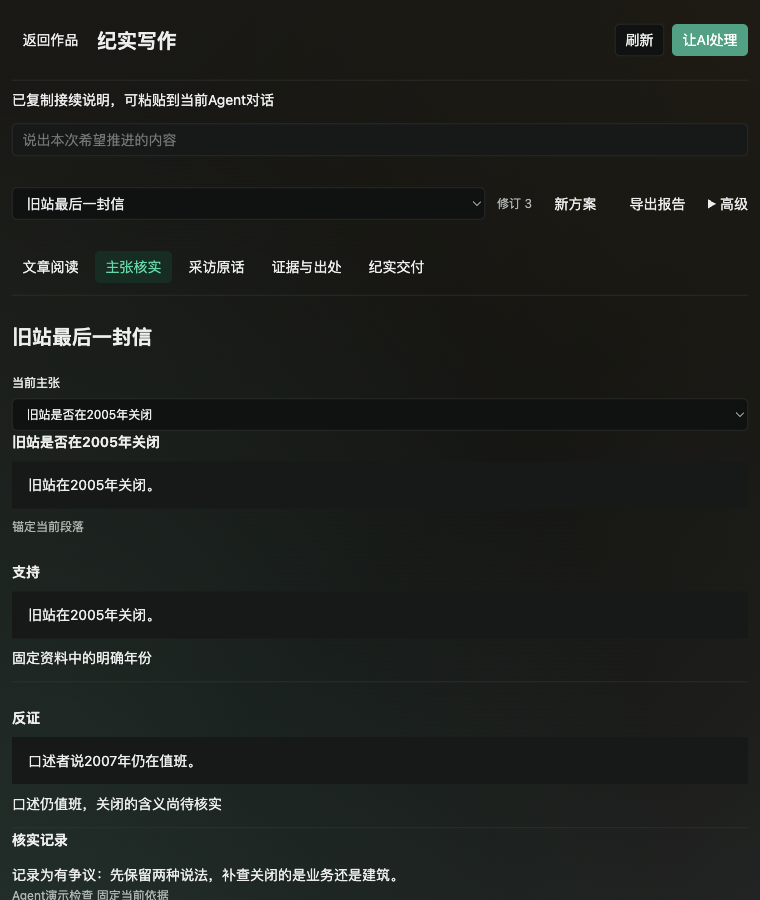 返回作品 纪实写作 刷新 让AI处理
已复制接续说明，可粘贴到当前Agent对话
说出本次希望推进的内容
旧站最后一封信 修订 3 新方案 导出报告 ▶ 高级
文章阅读 主张核实 采访原话 证据与出处 纪实交付
旧站最后一封信
当前主张
旧站是否在2005年关闭
旧站是否在2005年关闭
旧站在2005年关闭。
锚定当前段落
支持
旧站在2005年关闭。
固定资料中的明确年份
反证
口述者说2007年仍在值班。
口述仍值班，关闭的含义尚待核实
核实记录
记录为有争议：先保留两种说法，补查关闭的是业务还是建筑。
Agent演示检查 固定当前依据